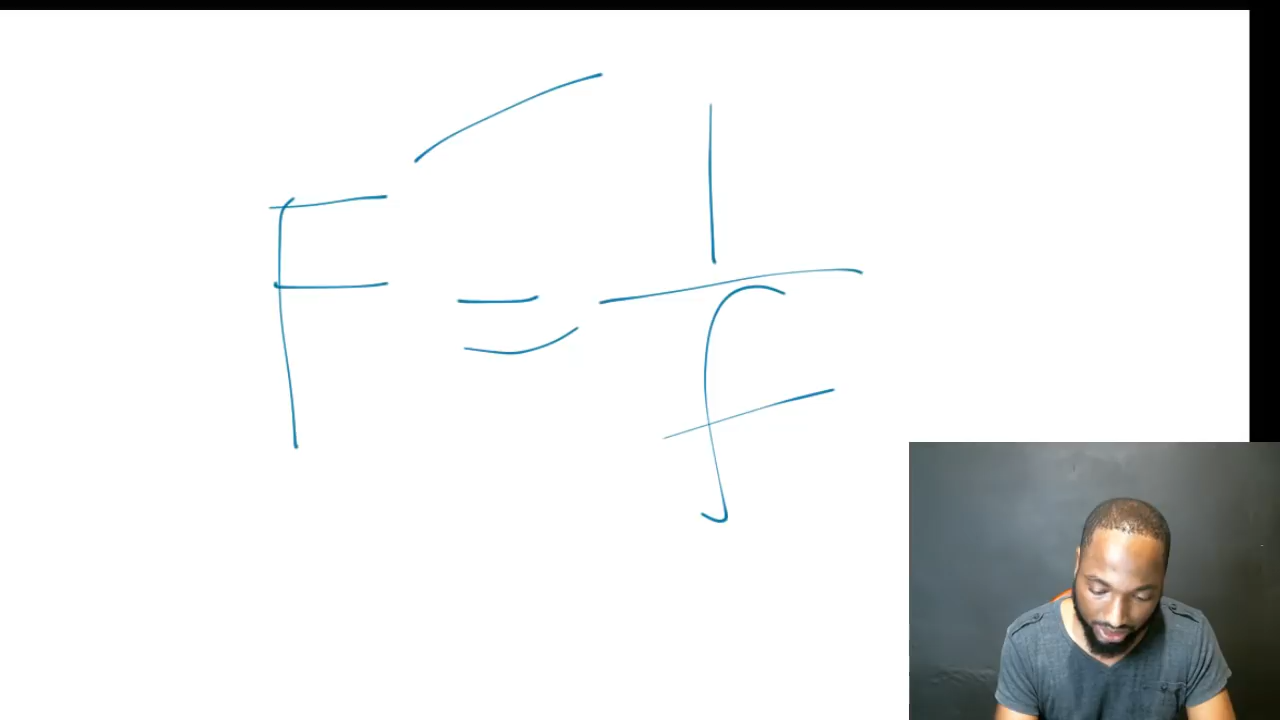 F = 1/f